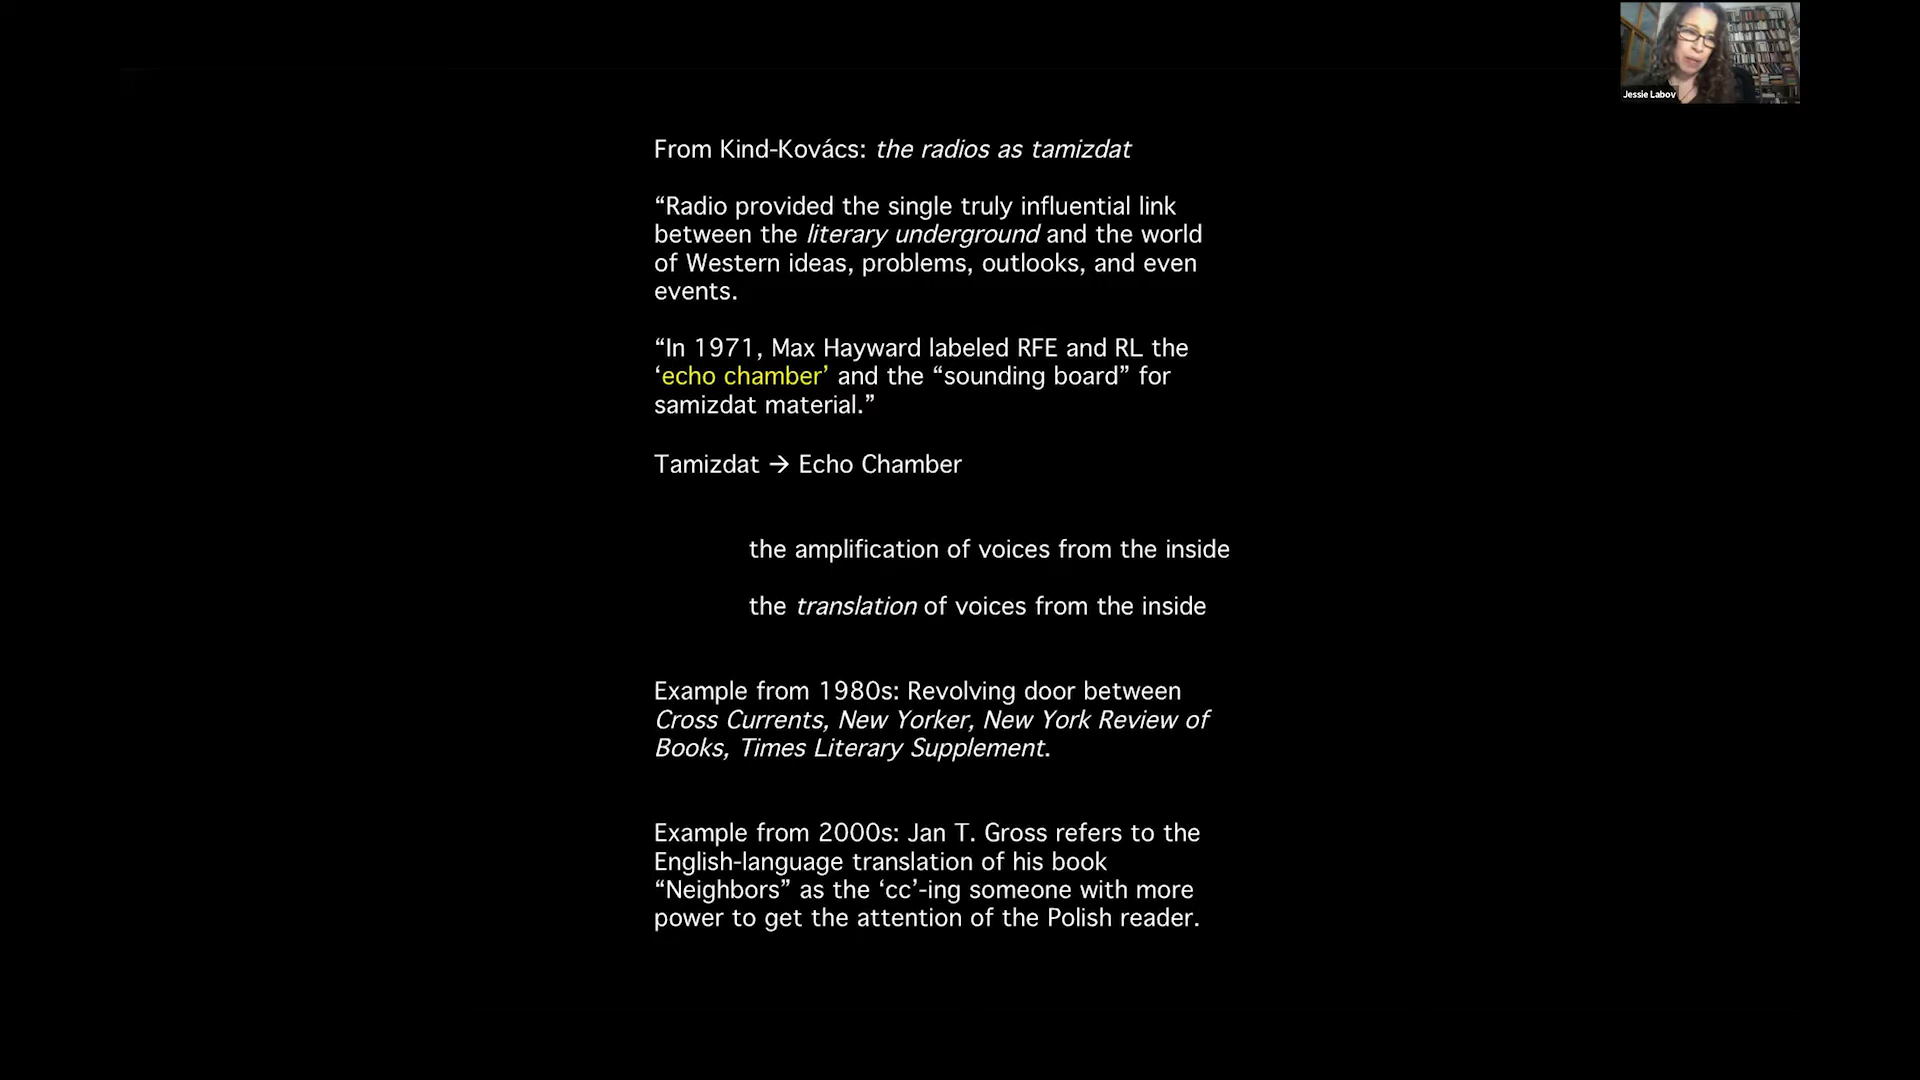 Jessie Labov
From Kind-Kovács: the radios as tamizdat
“Radio provided the single truly influential link
between the literary underground and the world
of Western ideas, problems, outlooks, and even
events.
“In 1971, Max Hayward labeled RFE and RL the
‘echo chamber’ and the “sounding board” for
samizdat material.”
Tamizdat → Echo Chamber
the amplification of voices from the inside
the translation of voices from the inside
Example from 1980s: Revolving door between
Cross Currents, New Yorker, New York Review of
Books, Times Literary Supplement.
Example from 2000s: Jan T. Gross refers to the
English-language translation of his book
“Neighbors” as the ‘cc’-ing someone with more
power to get the attention of the Polish reader.